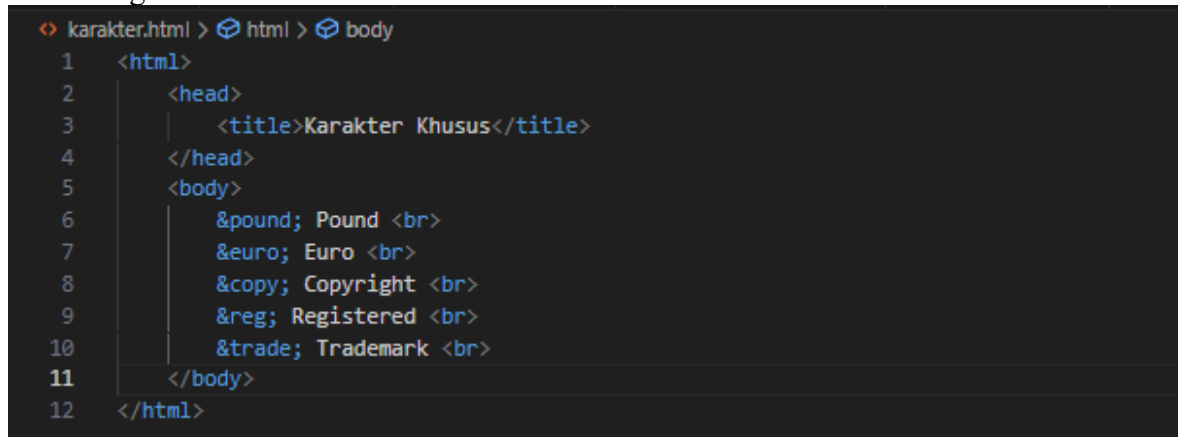 karakter.html > html > body
1 <html>
2 <head>
3 <title>Karakter Khusus</title>
4 </head>
5 <body>
6 &pound; Pound <br>
7 &euro; Euro <br>
8 &copy; Copyright <br>
9 &reg; Registered <br>
10 &trade; Trademark <br>
11 </body>
12 </html>